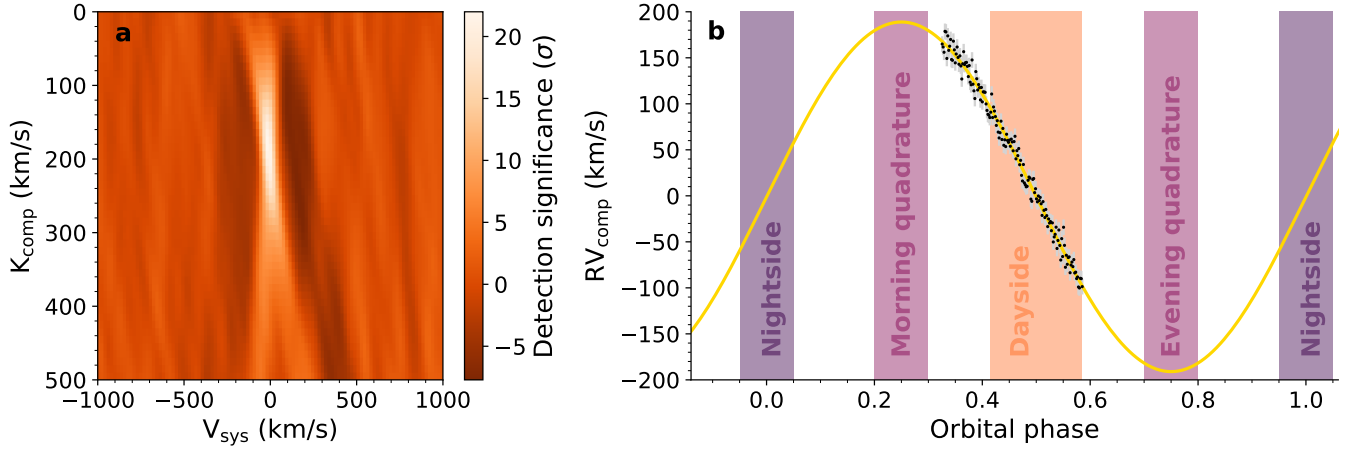 a
0
100
200
300
400
500
K_comp (km/s)
−1000
−500
0
500
1000
V_sys (km/s)
20
15
10
5
0
−5
Detection significance (σ)
b
200
150
100
50
0
−50
−100
−150
−200
RV_comp (km/s)
Nightside
Morning quadrature
Dayside
Evening quadrature
Nightside
0.0
0.2
0.4
0.6
0.8
1.0
Orbital phase